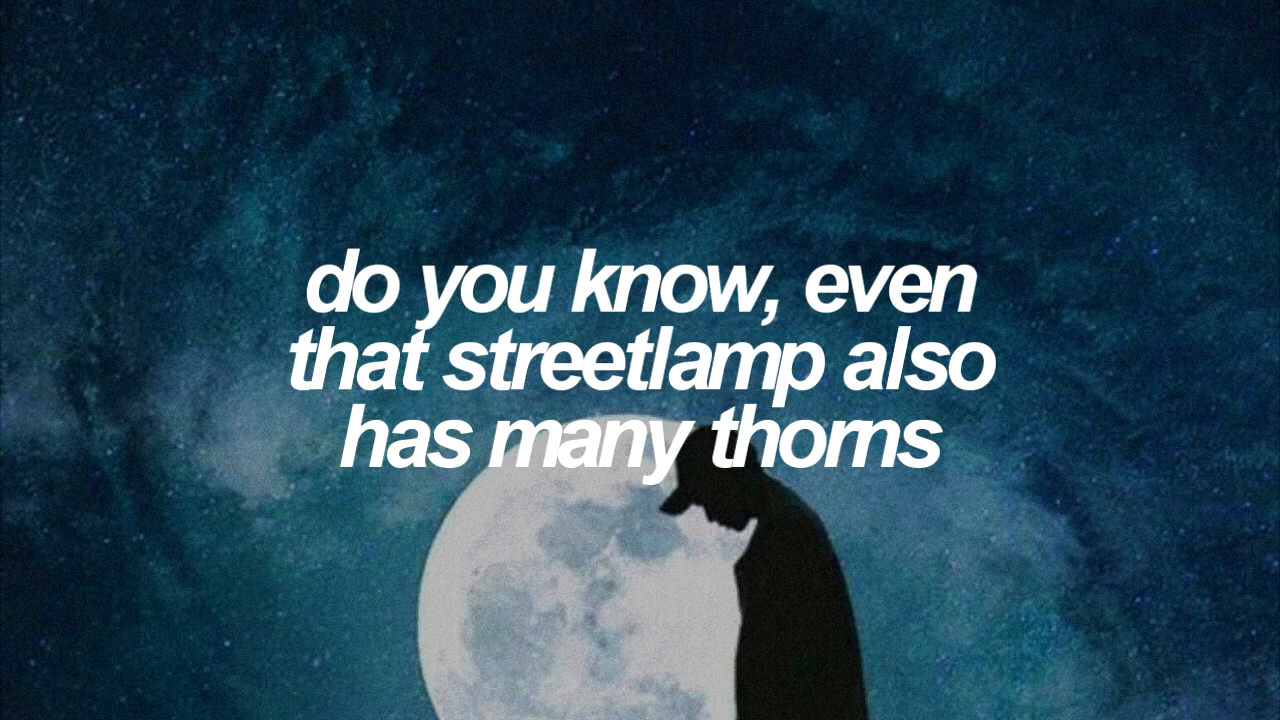 do you know, even
that streetlamp also
has many thorns